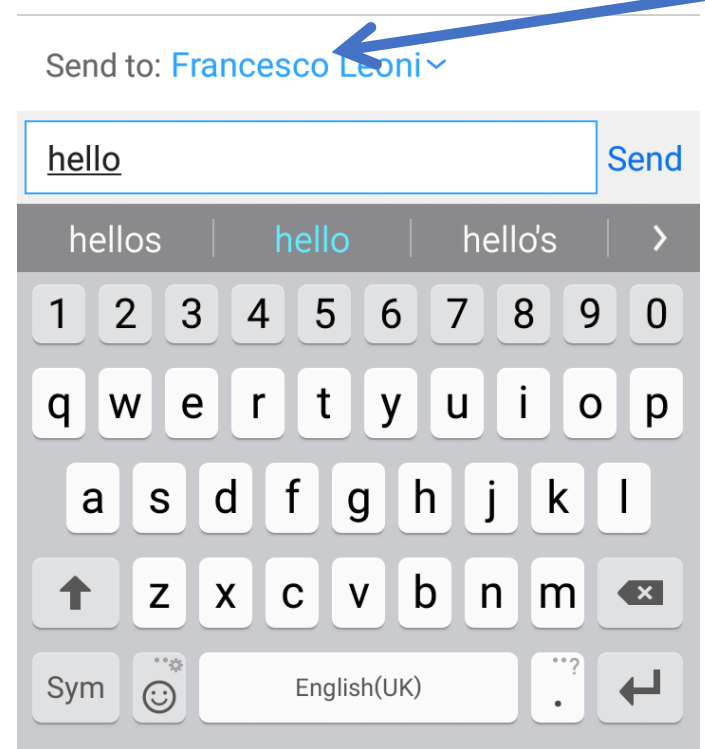 Send to: Francesco Leoni
hello Send
hellos hello hello's
1 2 3 4 5 6 7 8 9 0
q w e r t y u i o p
a s d f g h j k l
z x c v b n m
Sym English(UK) . ?